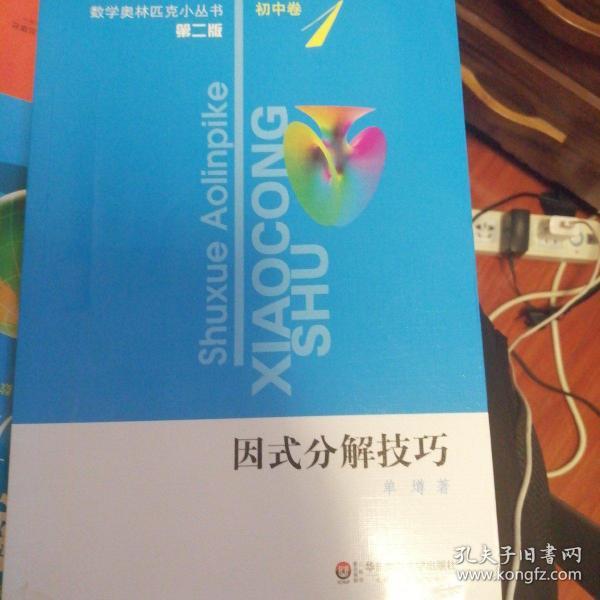 数学奥林匹克小丛书
初中卷
1
第二版
Shuxue Aolinpike
XIAOCONG
SHU
因式分解技巧
单 墫 著
孔夫子旧书网
www.kongfz.com